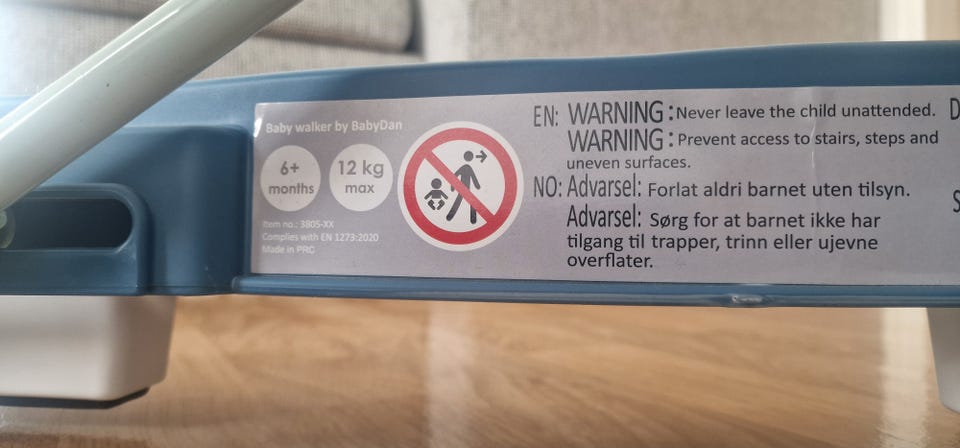 Baby walker by BabyDan
6+
months
12 kg
max
Item no.: 3805-XX
Complies with EN 1273:2020
Made in PRC
EN: WARNING: Never leave the child unattended.
WARNING: Prevent access to stairs, steps and
uneven surfaces.
NO: Advarsel: Forlat aldri barnet uten tilsyn.
Advarsel: Sørg for at barnet ikke har
tilgang til trapper, trinn eller ujevne
overflater.